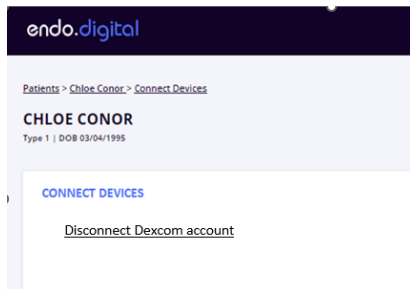 endo.digital
Patients > Chloe Conor > Connect Devices
CHLOE CONOR
Type 1 | DOB 03/04/1995
CONNECT DEVICES
Disconnect Dexcom account